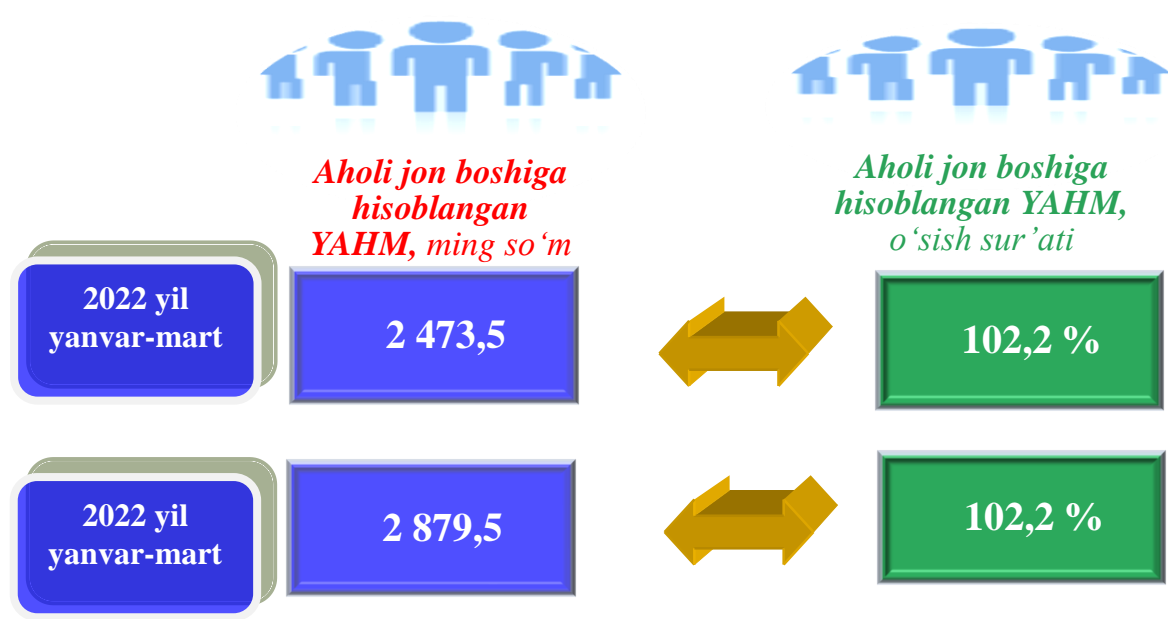 Aholi jon boshiga
hisoblangan
YAHM, ming so‘m
Aholi jon boshiga
hisoblangan YAHM,
o‘sish sur’ati
2022 yil
yanvar-mart
2 473,5
102,2 %
2022 yil
yanvar-mart
2 879,5
102,2 %